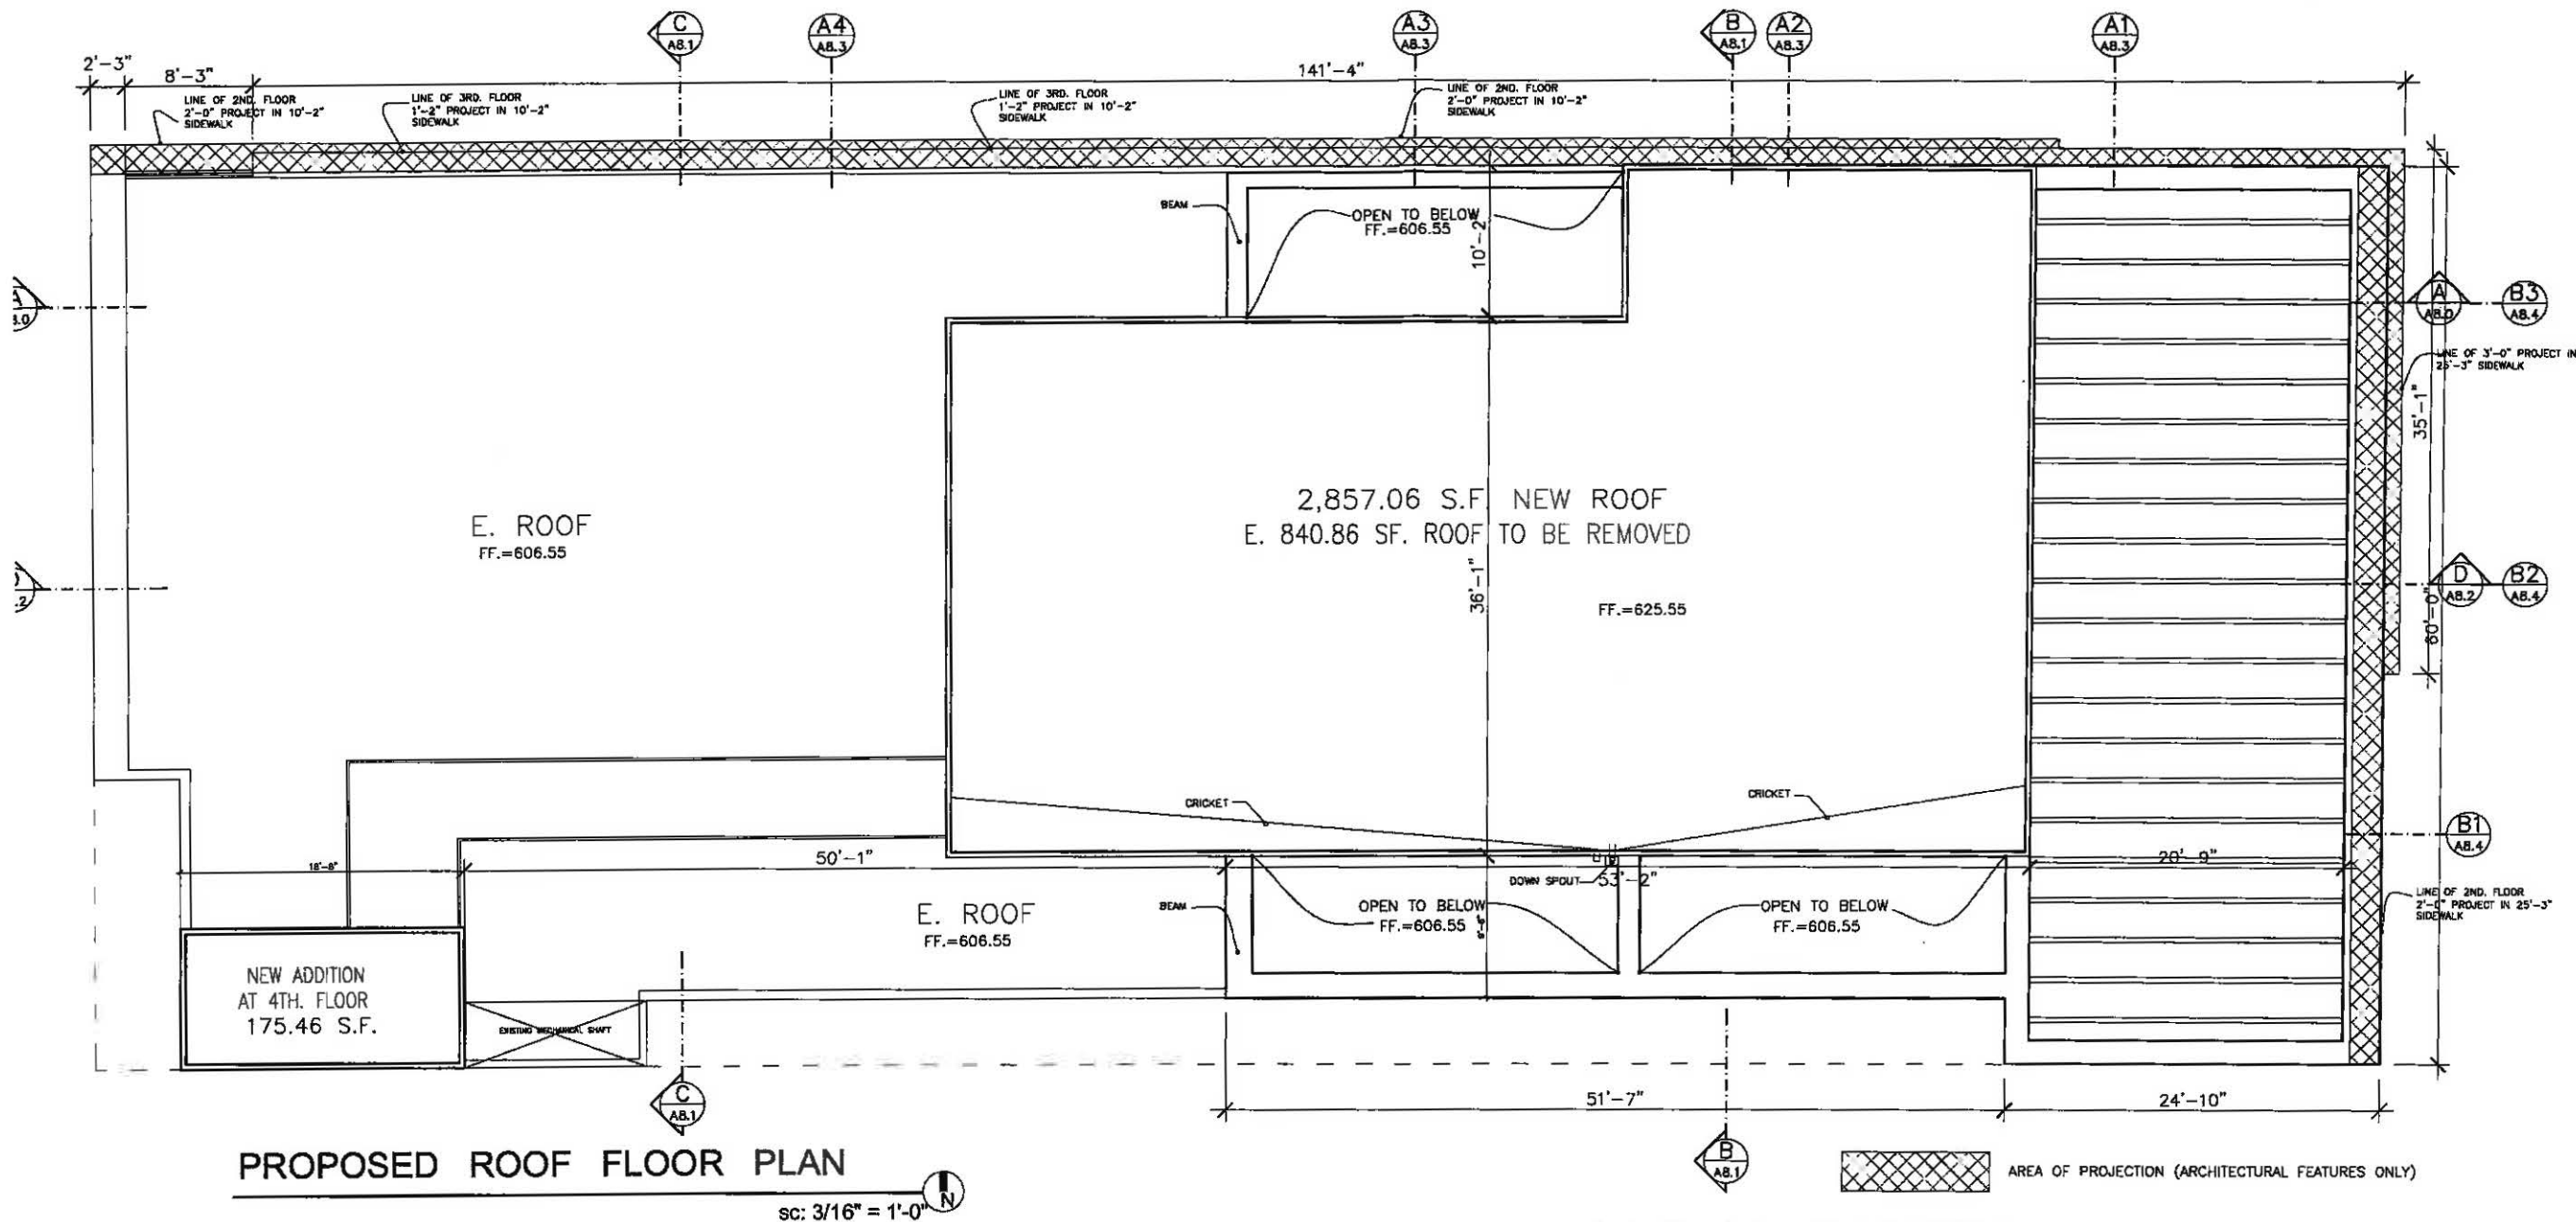 C
A8.1
A4
A8.3
A3
A8.3
B
A8.1
A2
A8.3
A1
A8.3
2'-3"
8'-3"
141'-4"
LINE OF 2ND. FLOOR
2'-0" PROJECT IN 10'-2"
SIDEWALK
LINE OF 3RD. FLOOR
1'-2" PROJECT IN 10'-2"
SIDEWALK
LINE OF 3RD. FLOOR
1'-2" PROJECT IN 10'-2"
SIDEWALK
LINE OF 2ND. FLOOR
2'-0" PROJECT IN 10'-2"
SIDEWALK
BEAM
OPEN TO BELOW
FF.=606.55
10'-2"
A
A8.0
B3
A8.4
LINE OF 3'-0" PROJECT IN
25'-3" SIDEWALK
35'-1"
2,857.06 S.F. NEW ROOF
E. 840.86 SF. ROOF TO BE REMOVED
E. ROOF
FF.=606.55
36'-1"
FF.=625.55
D
A8.2
B2
A8.4
60'-0"
CRICKET
CRICKET
B1
A8.4
18'-8"
50'-1"
DOWN SPOUT
53'-2"
20'-9"
LINE OF 2ND. FLOOR
2'-0" PROJECT IN 25'-3"
SIDEWALK
E. ROOF
FF.=606.55
BEAM
OPEN TO BELOW
FF.=606.55
OPEN TO BELOW
FF.=606.55
NEW ADDITION
AT 4TH. FLOOR
175.46 S.F.
EXISTING MECHANICAL SHAFT
C
A8.1
51'-7"
24'-10"
B
A8.1
PROPOSED ROOF FLOOR PLAN
N
sc: 3/16" = 1'-0"
AREA OF PROJECTION (ARCHITECTURAL FEATURES ONLY)